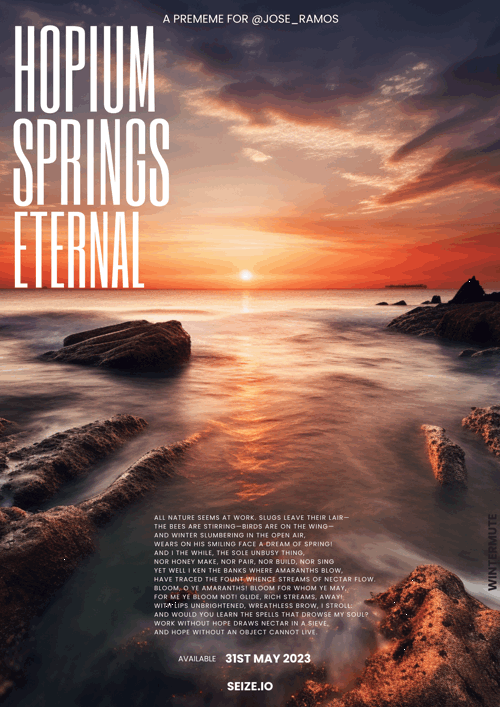 A PREMEME FOR @JOSE_RAMOS
HOPIUM
SPRINGS
ETERNAL
ALL NATURE SEEMS AT WORK. SLUGS LEAVE THEIR LAIR—
THE BEES ARE STIRRING—BIRDS ARE ON THE WING—
AND WINTER SLUMBERING IN THE OPEN AIR,
WEARS ON HIS SMILING FACE A DREAM OF SPRING!
AND I THE WHILE, THE SOLE UNBUSY THING,
NOR HONEY MAKE, NOR PAIR, NOR BUILD, NOR SING
YET WELL I KEN THE BANKS WHERE AMARANTHS BLOW,
HAVE TRACED THE FOUNT WHENCE STREAMS OF NECTAR FLOW.
BLOOM, O YE AMARANTHS! BLOOM FOR WHOM YE MAY,
FOR ME YE BLOOM NOT! GLIDE, RICH STREAMS, AWAY!
WITH LIPS UNBRIGHTENED, WREATHLESS BROW, I STROLL:
AND WOULD YOU LEARN THE SPELLS THAT DROWSE MY SOUL?
WORK WITHOUT HOPE DRAWS NECTAR IN A SIEVE,
AND HOPE WITHOUT AN OBJECT CANNOT LIVE.
WINTERMUTE
AVAILABLE 31ST MAY 2023
SEIZE.IO